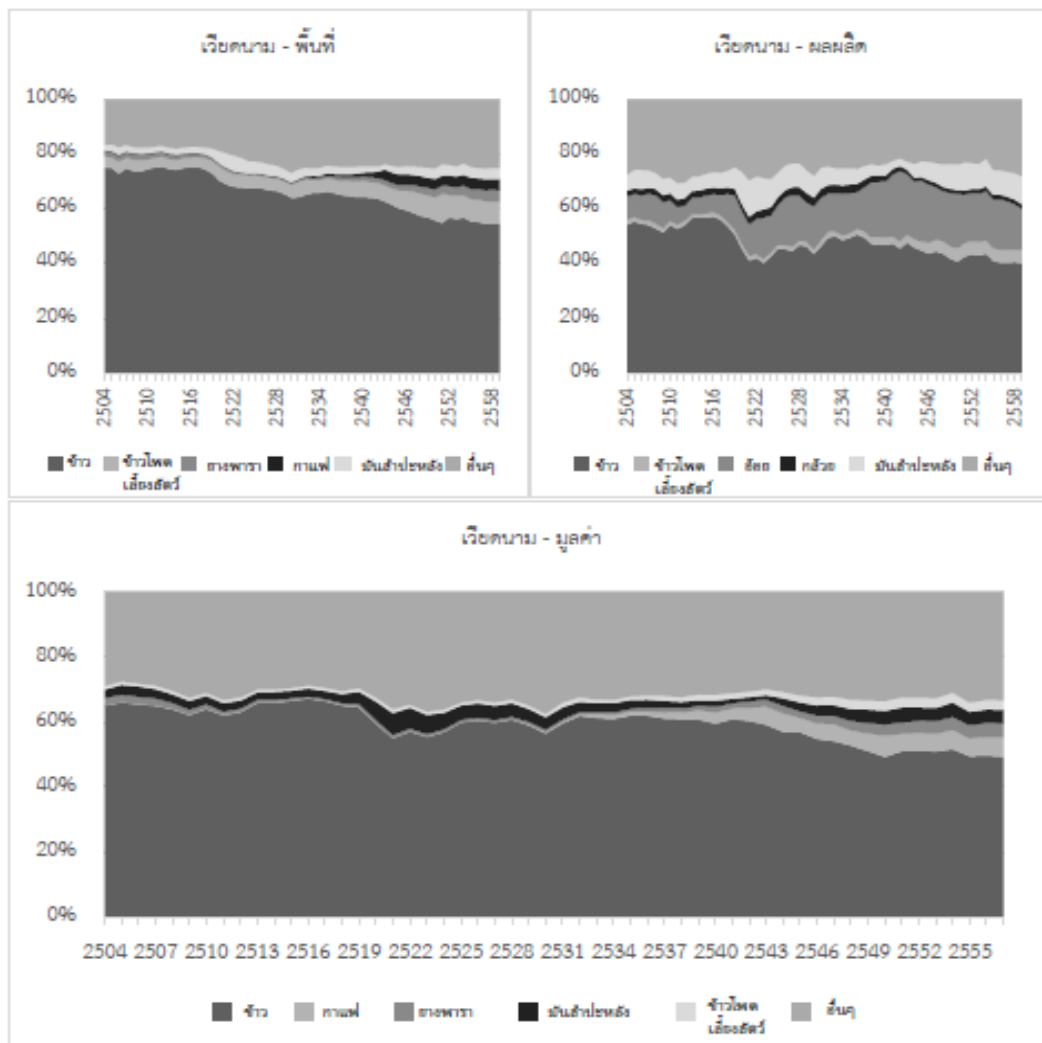 เวียดนาม - พื้นที่
100%
80%
60%
40%
20%
0%
2504 2510 2516 2522 2528 2534 2540 2546 2552 2558
ข้าว ข้าวโพด ยางพารา กาแฟ มันสำปะหลัง อื่นๆ
เลี้ยงสัตว์
เวียดนาม - ผลผลิต
100%
80%
60%
40%
20%
0%
2504 2510 2516 2522 2528 2534 2540 2546 2552 2558
ข้าว ข้าวโพด อ้อย กล้วย มันสำปะหลัง อื่นๆ
เลี้ยงสัตว์
เวียดนาม - มูลค่า
100%
80%
60%
40%
20%
0%
2504 2507 2510 2513 2516 2519 2522 2525 2528 2531 2534 2537 2540 2543 2546 2549 2552 2555
ข้าว กาแฟ ยางพารา มันสำปะหลัง ข้าวโพด อื่นๆ
เลี้ยงสัตว์